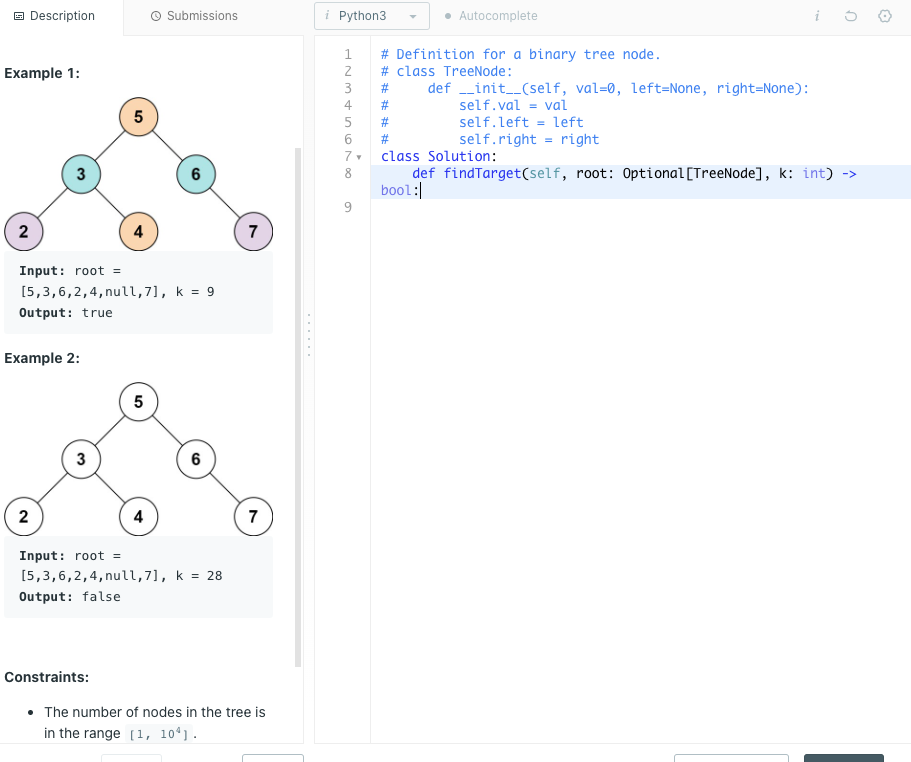 Description
Submissions
i Python3
Autocomplete
i
Example 1:
5
3 6
2 4 7
Input: root =
[5,3,6,2,4,null,7], k = 9
Output: true
Example 2:
5
3 6
2 4 7
Input: root =
[5,3,6,2,4,null,7], k = 28
Output: false
Constraints:
• The number of nodes in the tree is
in the range [1, 10⁴].
1 # Definition for a binary tree node.
2 # class TreeNode:
3 #     def __init__(self, val=0, left=None, right=None):
4 #         self.val = val
5 #         self.left = left
6 #         self.right = right
7 class Solution:
8     def findTarget(self, root: Optional[TreeNode], k: int) ->
bool:
9